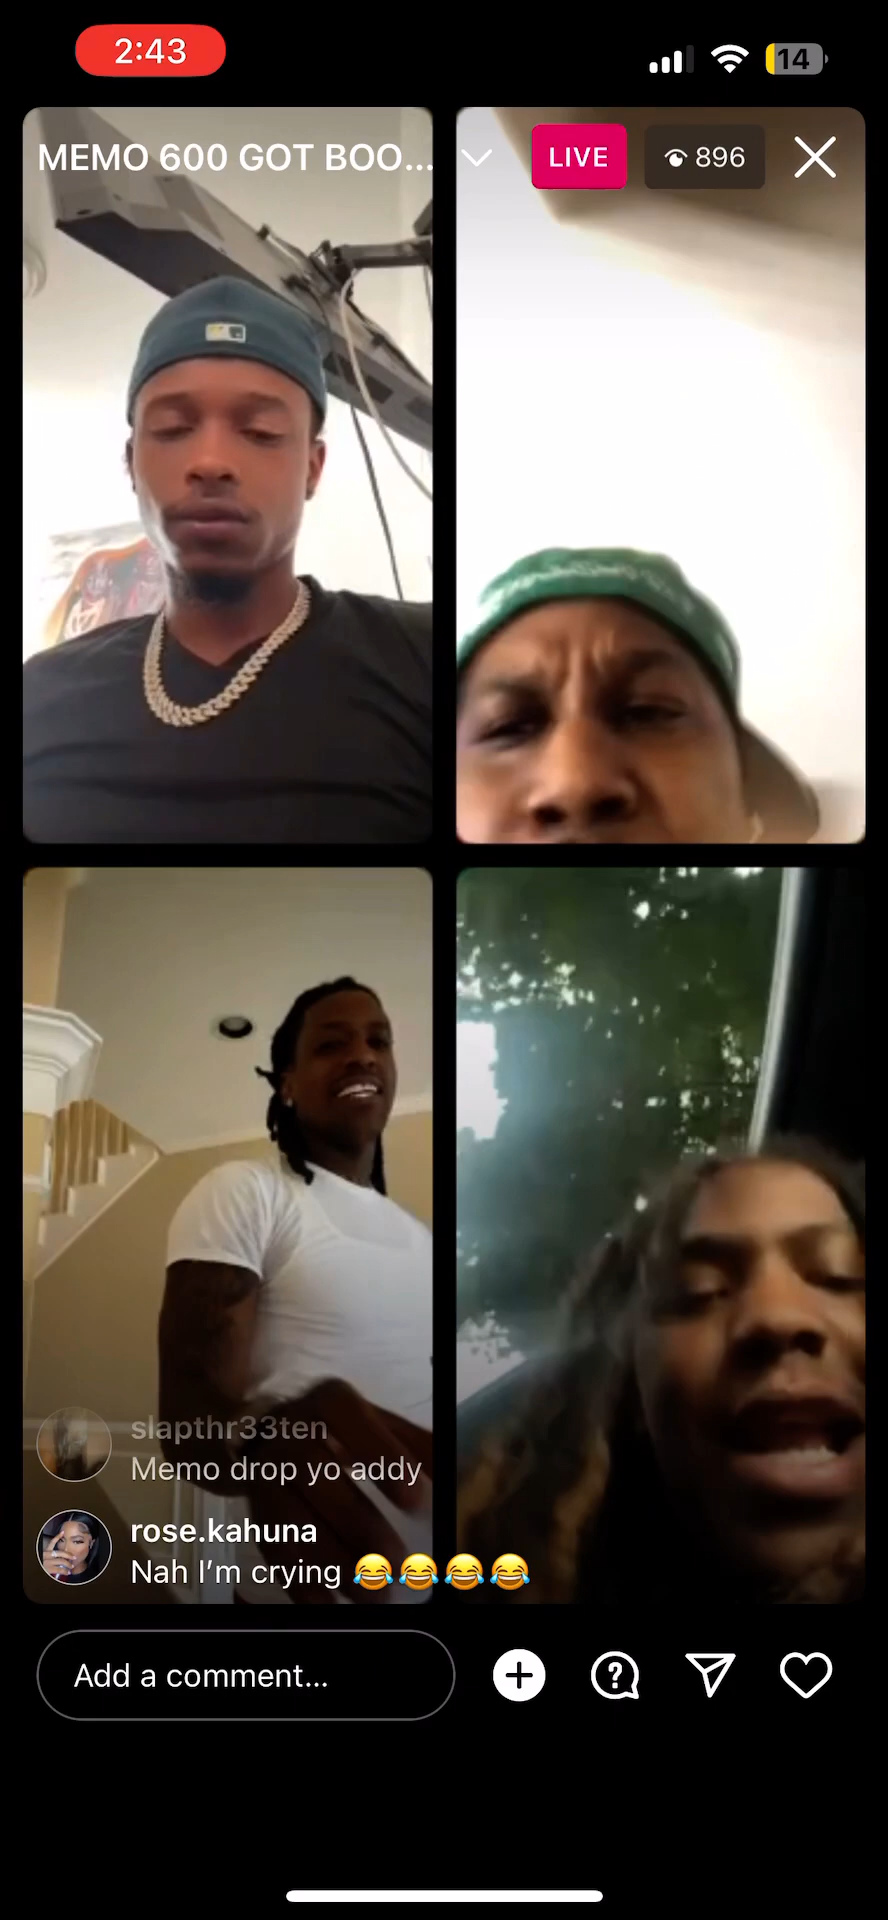 2:43
14
MEMO 600 GOT BOO...
LIVE
896
slapthr33ten
Memo drop yo addy
rose.kahuna
Nah I’m crying 😂😂😂😂
Add a comment...